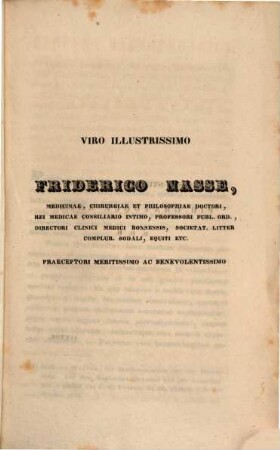 VIRO ILLUSTRISSIMO
FRIDERICO NASSE,
MEDICINAE, CHIRURGIAE ET PHILOSOPHIAE DOCTORI,
REI MEDICAE CONSILIARIO INTIMO, PROFESSORI PUBL. ORD.,
DIRECTORI CLINICI MEDICI BONNENSIS, SOCIETAT. LITTER
COMPLUR. SODALI, EQUITI ETC.
PRAECEPTORI MERITISSIMO AC BENEVOLENTISSIMO